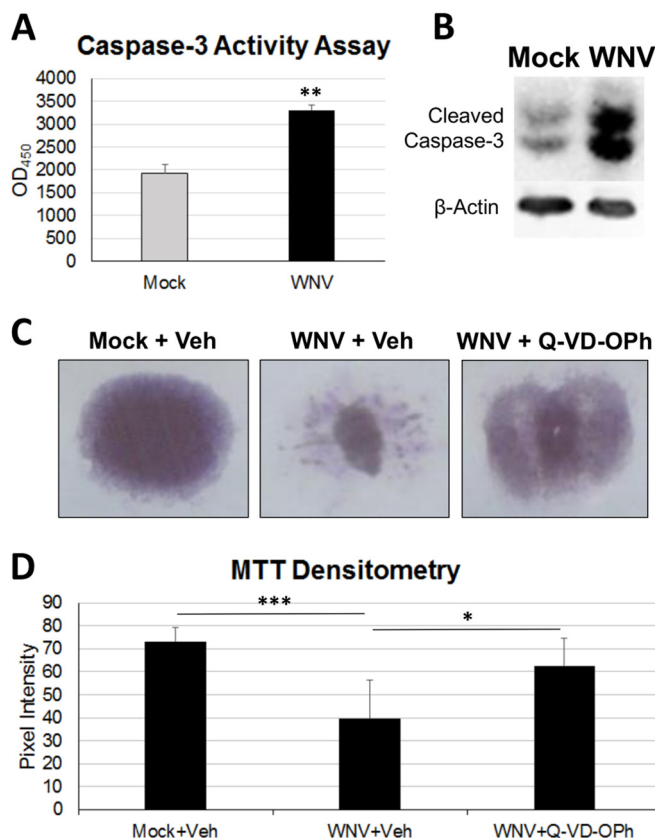 A
Caspase-3 Activity Assay
4000
3500
3000
2500
2000
1500
1000
500
0
OD450
**
Mock
WNV
B
Mock WNV
Cleaved
Caspase-3
β-Actin
C
Mock + Veh
WNV + Veh
WNV + Q-VD-OPh
D
MTT Densitometry
90
80
70
60
50
40
30
20
10
0
Pixel Intensity
***
*
Mock+Veh
WNV+Veh
WNV+Q-VD-OPh